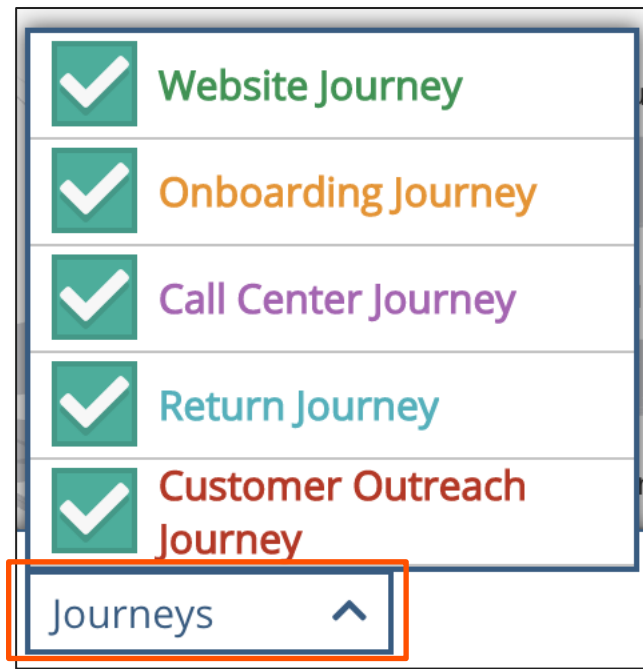 Website Journey
Onboarding Journey
Call Center Journey
Return Journey
Customer Outreach
Journey
Journeys